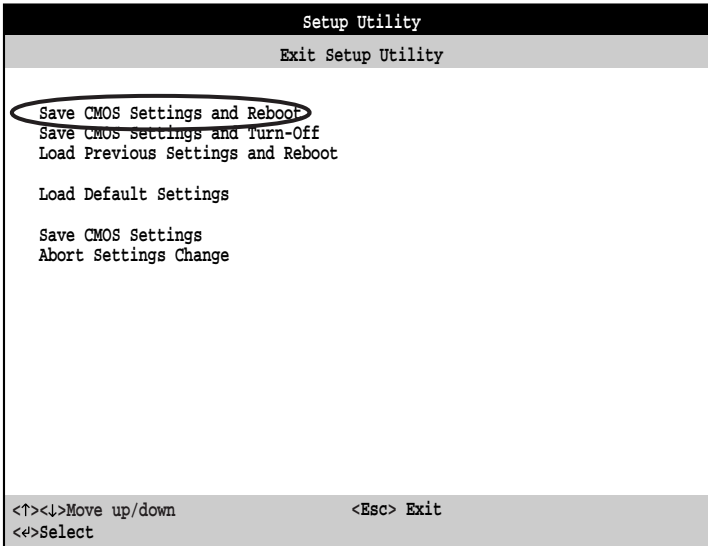 Setup Utility
Exit Setup Utility
Save CMOS Settings and Reboot
Save CMOS Settings and Turn-Off
Load Previous Settings and Reboot
Load Default Settings
Save CMOS Settings
Abort Settings Change
<↑><↓>Move up/down <Esc> Exit
<↵>Select